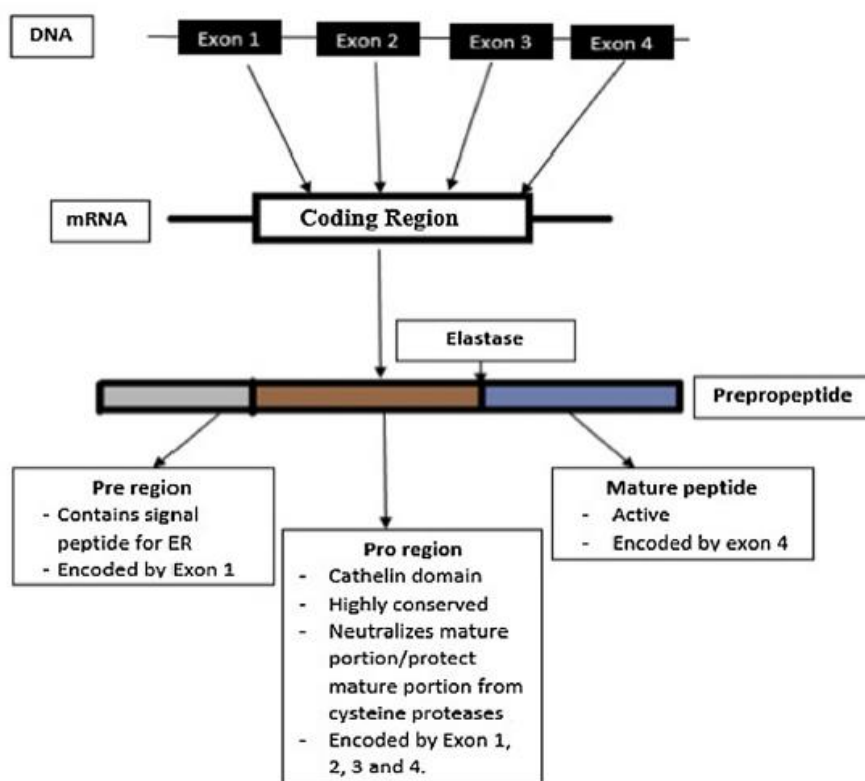 DNA
Exon 1
Exon 2
Exon 3
Exon 4
mRNA
Coding Region
Elastase
Prepropeptide
Pre region
- Contains signal
peptide for ER
- Encoded by Exon 1
Pro region
- Cathelin domain
- Highly conserved
- Neutralizes mature
portion/protect
mature portion from
cysteine proteases
- Encoded by Exon 1,
2, 3 and 4.
Mature peptide
- Active
- Encoded by exon 4